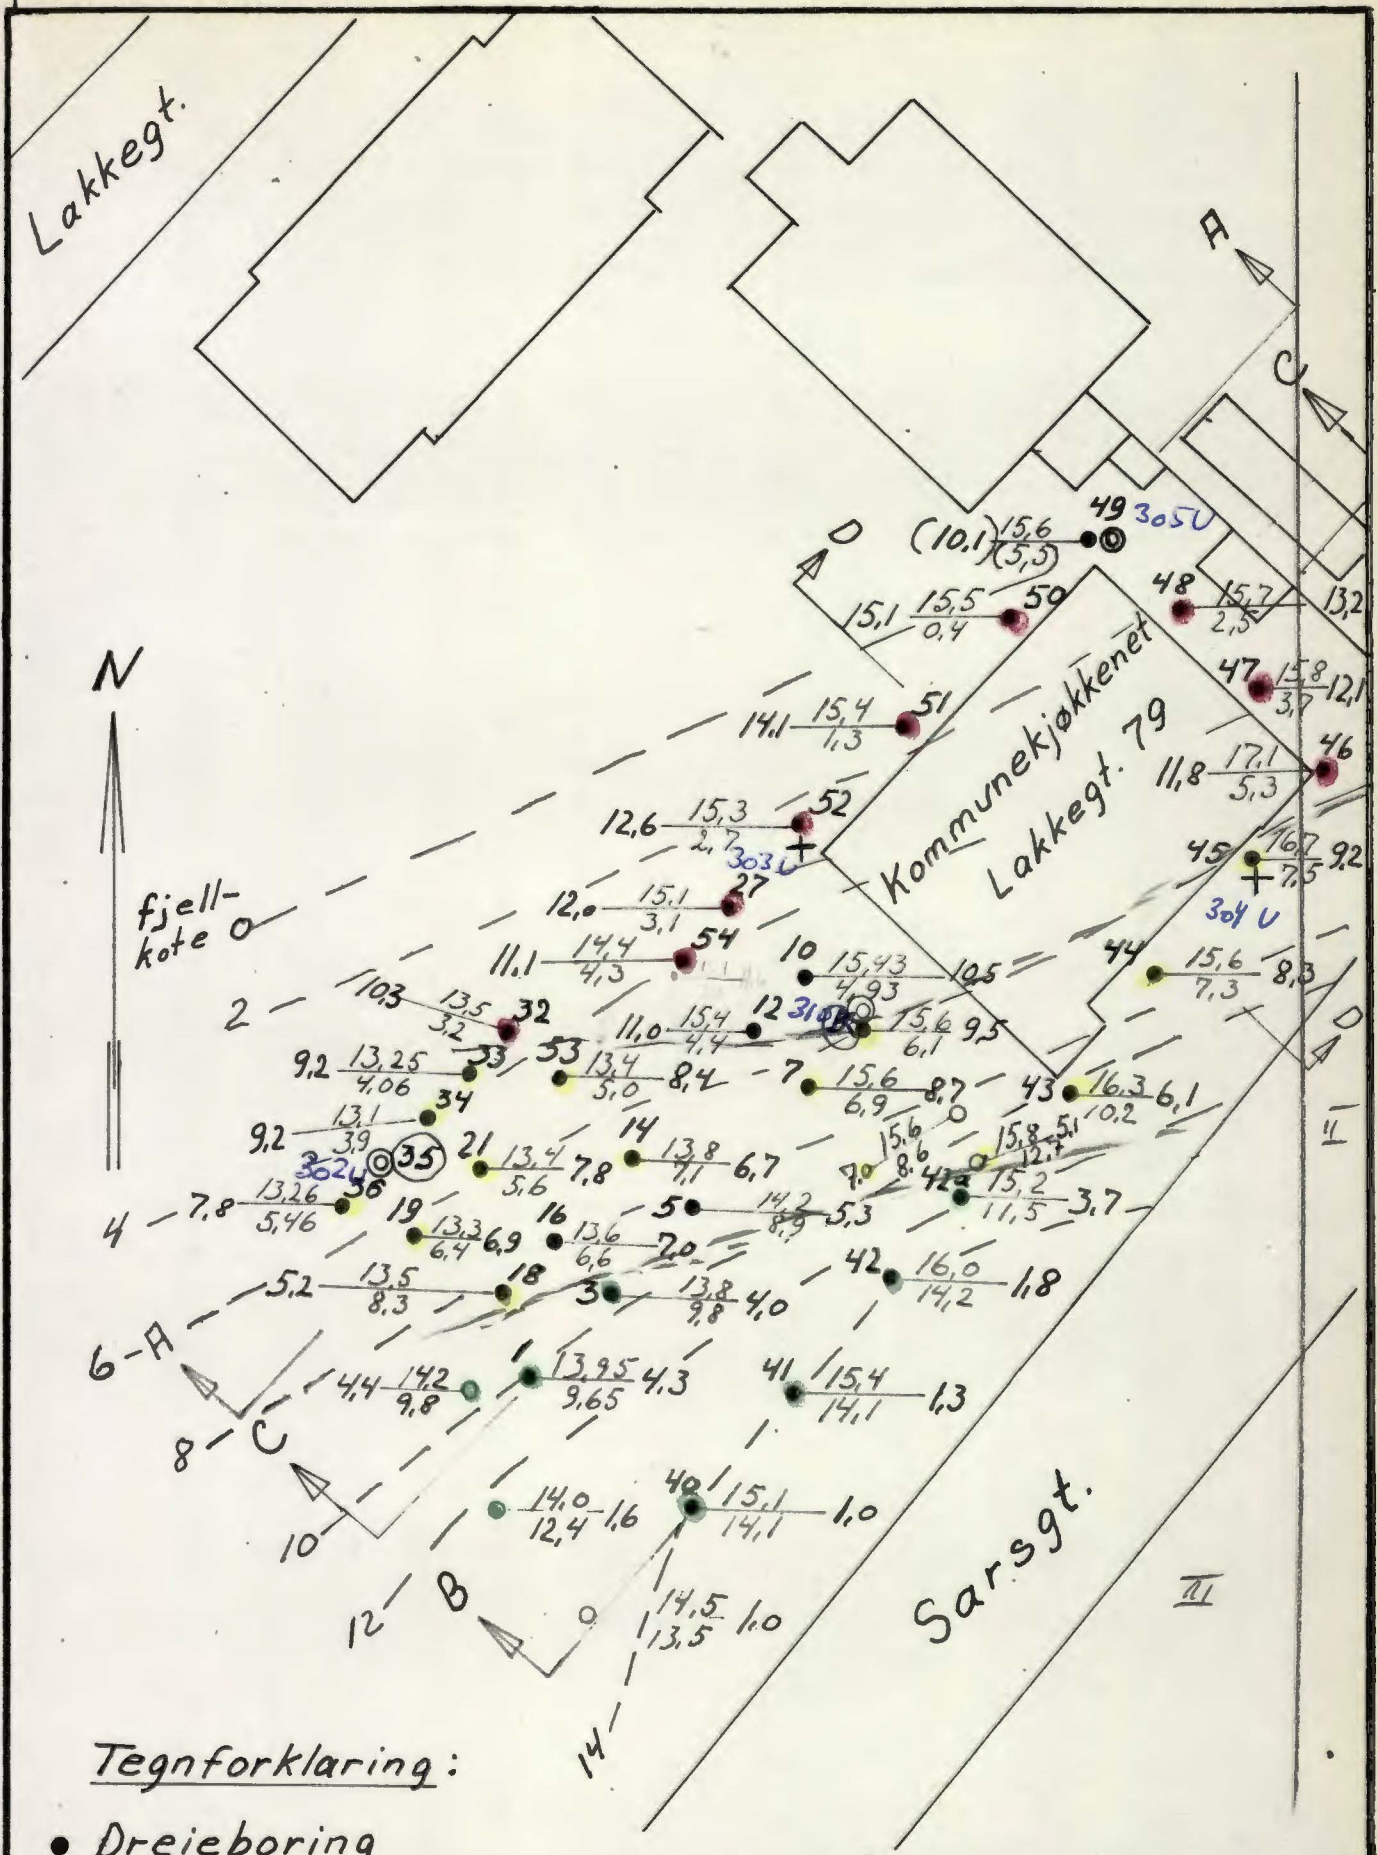 Lakkegt.
A
C
49 305U
(10,1) 15,6
(5,5)
D
48 15,7 13,2
2,5
15,1 15,5 50
0,4
N
47 15,8 12,1
3,7
14,1 15,4 51
1,3
Kommunekjøkkenet
Lakkegt. 79
46
11,8 17,1
5,3
12,6 15,3 52
2,7
303U
45 16,7 9,2
7,5
304 U
fjell-
kote
12,0 15,1 27
3,1
11,1 14,4 54
4,3
10 15,43 10,5
4,93
44 15,6 8,3
7,3
2
10,3 13,5 32
3,2
11,0 15,4 12
4,4
15,6 9,5
6,1
D
9,2 13,25 33
4,06
53 13,4 8,4
5,0
7 15,6 8,7
6,9
43 16,3 6,1
10,2
II
9,2 13,1 34
3,9
302U 35
21 13,4 7,8
5,6
14 13,8 6,7
7,1
15,6
8,6
7,0
15,8 5,1
4
7,8 13,26 36
5,46
19 13,3 6,9
6,4
16 13,6 7,0
6,6
5 14,2 5,3
8,9
42a 15,2 3,7
11,5
5,2 13,5 18
8,3
3 13,8 4,0
9,8
42 16,0 1,8
14,2
6-A
4,4 14,2
9,8
1 13,95 4,3
9,65
41 15,4 1,3
14,1
8
C
14,0 1,6
12,4
40 15,1 1,0
14,1
10
Sarsgt.
B
12
14,5 1,0
13,5
III
14
Tegnforklaring:
Dreieboring